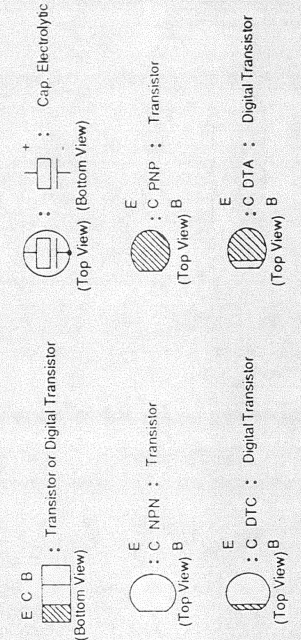 E C B
: Transistor or Digital Transistor
(Bottom View)
+
: : Cap, Electrolytic
-
(Top View) (Bottom View)
E
: C NPN : Transistor
B
(Top View)
E
: C PNP : Transistor
B
(Top View)
E
: C DTC : Digital Transistor
B
(Top View)
E
: C DTA : Digital Transistor
B
(Top View)